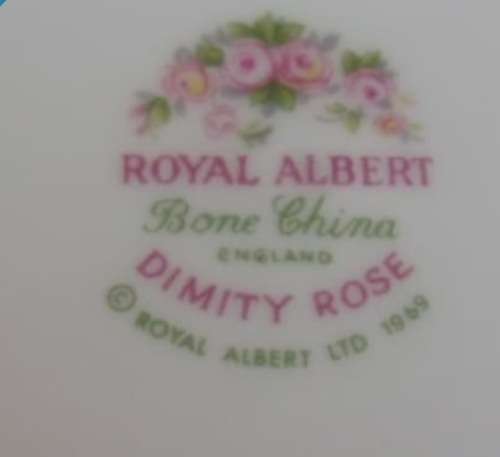 ROYAL ALBERT
Bone China
ENGLAND
DIMITY ROSE
© ROYAL ALBERT LTD 1969